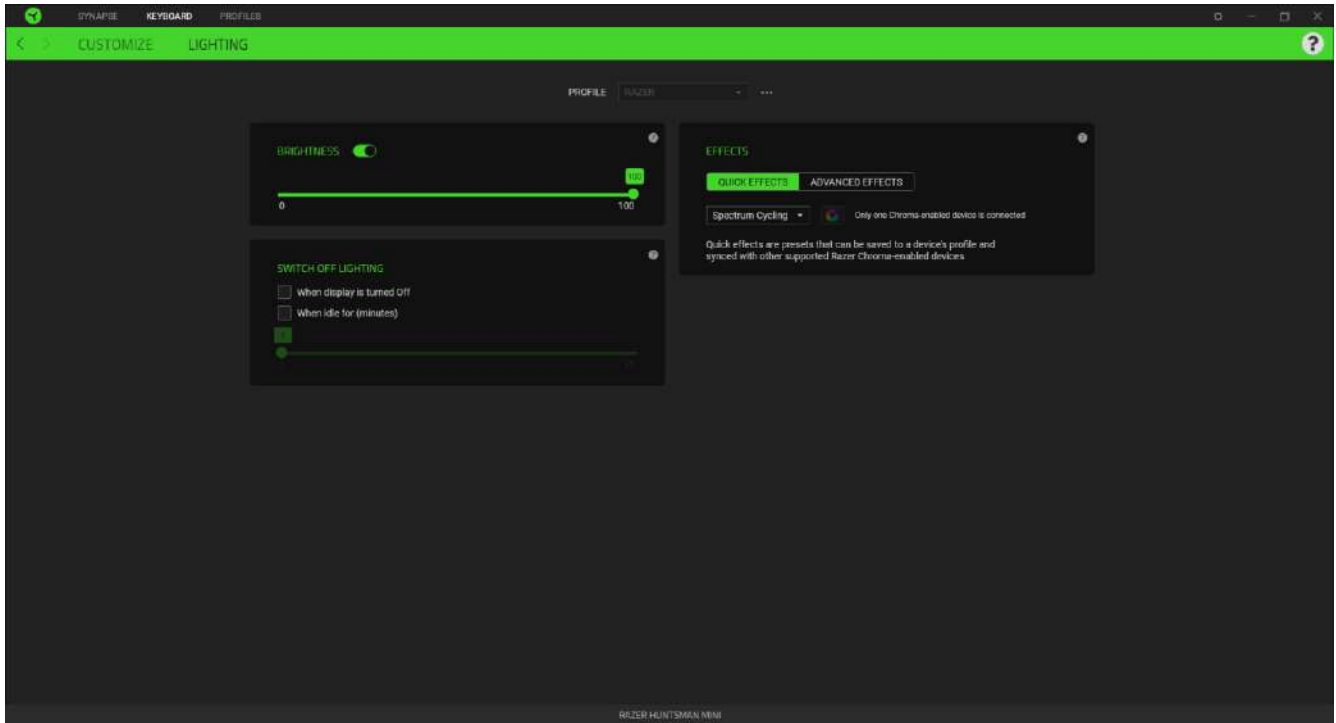 SYNAPSE KEYBOARD PROFILES
CUSTOMIZE LIGHTING
?
PROFILE RAZER ...
BRIGHTNESS
100
0 100
SWITCH OFF LIGHTING
When display is turned Off
When idle for (minutes)
EFFECTS
QUICK EFFECTS ADVANCED EFFECTS
Spectrum Cycling Only one Chroma-enabled device is connected
Quick effects are presets that can be saved to a device's profile and
synced with other supported Razer Chroma-enabled devices
RAZER HUNTSMAN MINI